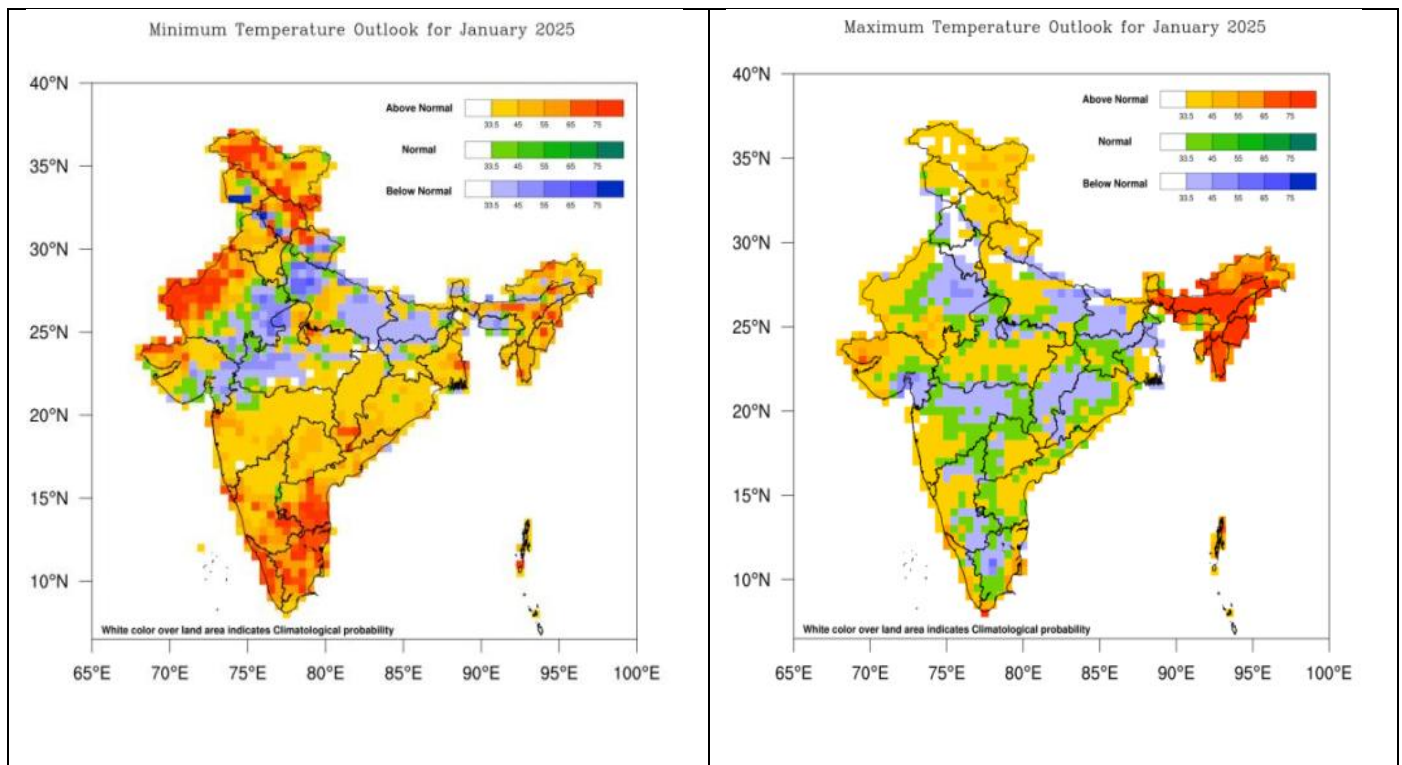 Minimum Temperature Outlook for January 2025
40°N
35°N
30°N
25°N
20°N
15°N
10°N
Above Normal
33.5 45 55 65 75
Normal
33.5 45 55 65 75
Below Normal
33.5 45 55 65 75
White color over land area indicates Climatological probability
65°E 70°E 75°E 80°E 85°E 90°E 95°E 100°E
Maximum Temperature Outlook for January 2025
40°N
35°N
30°N
25°N
20°N
15°N
10°N
Above Normal
33.5 45 55 65 75
Normal
33.5 45 55 65 75
Below Normal
33.5 45 55 65 75
White color over land area indicates Climatological probability
65°E 70°E 75°E 80°E 85°E 90°E 95°E 100°E